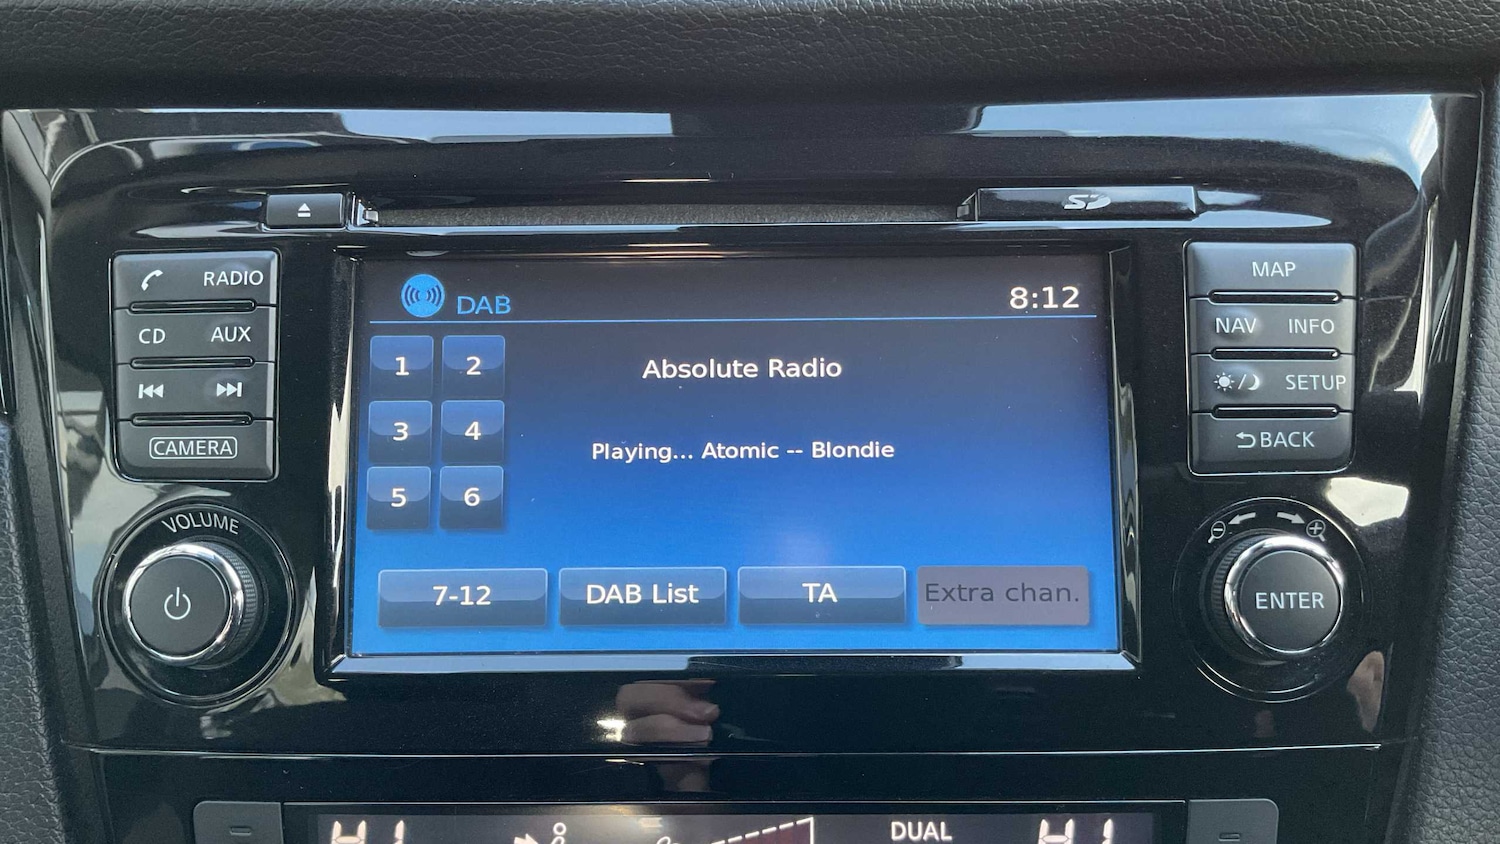 SD
RADIO
CD AUX
CAMERA
VOLUME
DAB
8:12
1 2
Absolute Radio
3 4
Playing... Atomic -- Blondie
5 6
7-12 DAB List TA Extra chan.
MAP
NAV INFO
SETUP
BACK
ENTER
DUAL